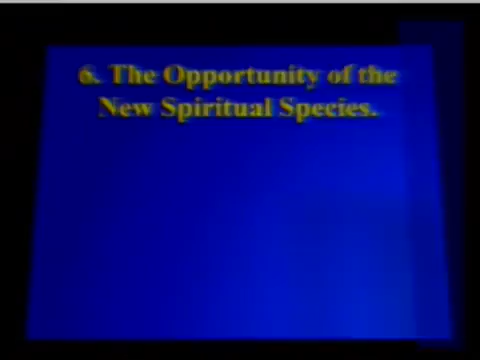 6. The Opportunity of the
New Spiritual Species.